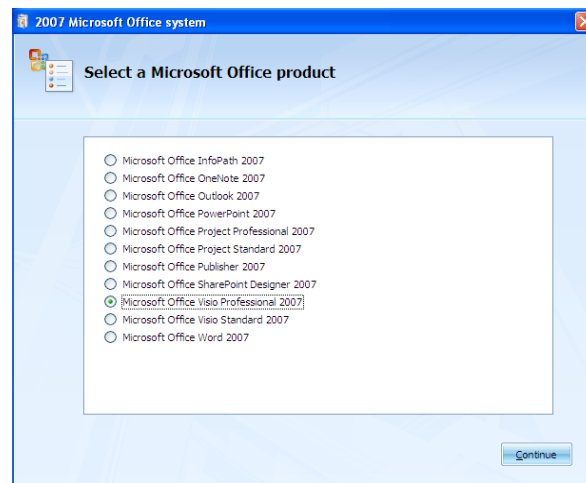 2007 Microsoft Office system
Select a Microsoft Office product
Microsoft Office InfoPath 2007
Microsoft Office OneNote 2007
Microsoft Office Outlook 2007
Microsoft Office PowerPoint 2007
Microsoft Office Project Professional 2007
Microsoft Office Project Standard 2007
Microsoft Office Publisher 2007
Microsoft Office SharePoint Designer 2007
Microsoft Office Visio Professional 2007
Microsoft Office Visio Standard 2007
Microsoft Office Word 2007
Continue